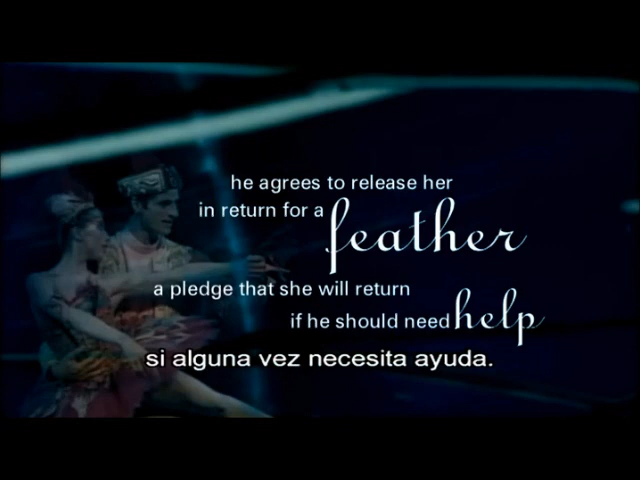 he agrees to release her
in return for a feather
a pledge that she will return
if he should need help
si alguna vez necesita ayuda.